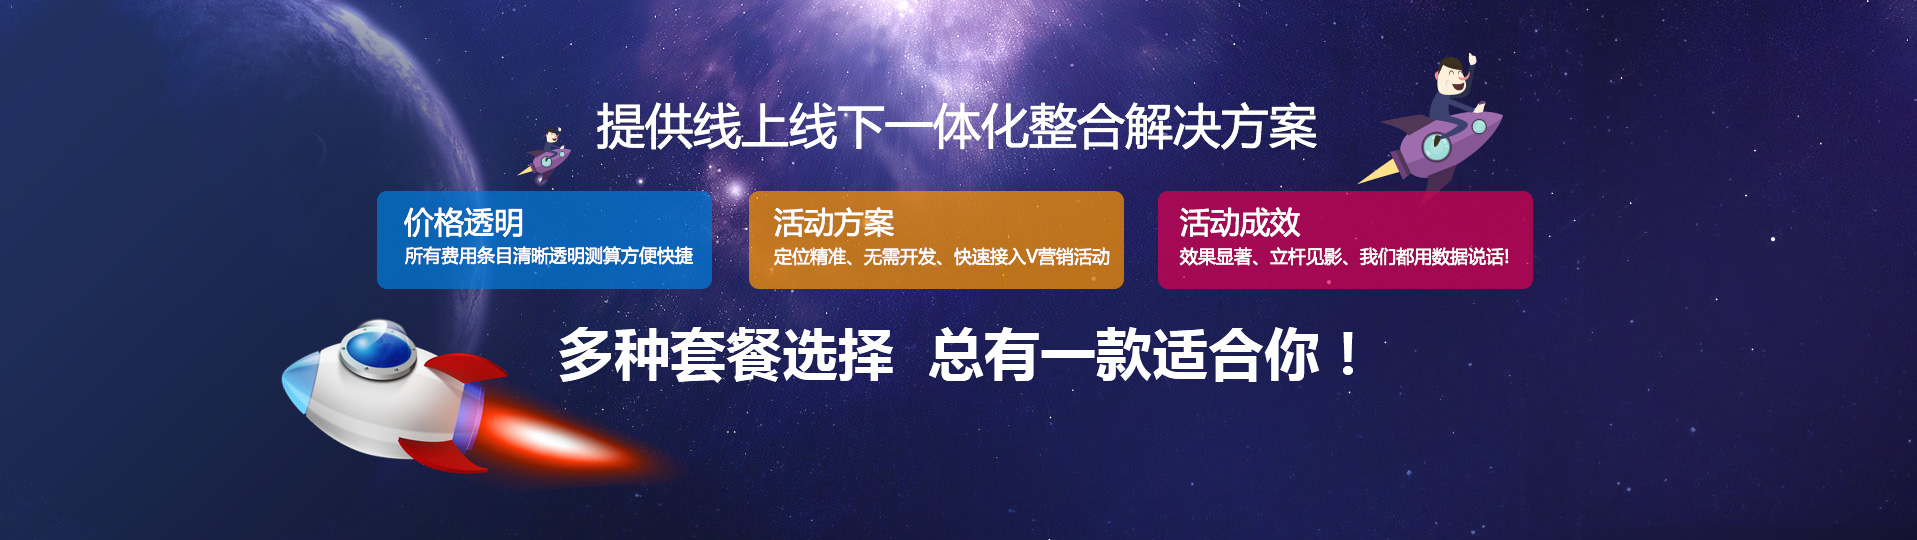 提供线上线下一体化整合解决方案
价格透明
所有费用条目清晰透明测算方便快捷
活动方案
定位精准、无需开发、快速接入V营销活动
活动成效
效果显著、立杆见影、我们都用数据说话!
多种套餐选择 总有一款适合你！